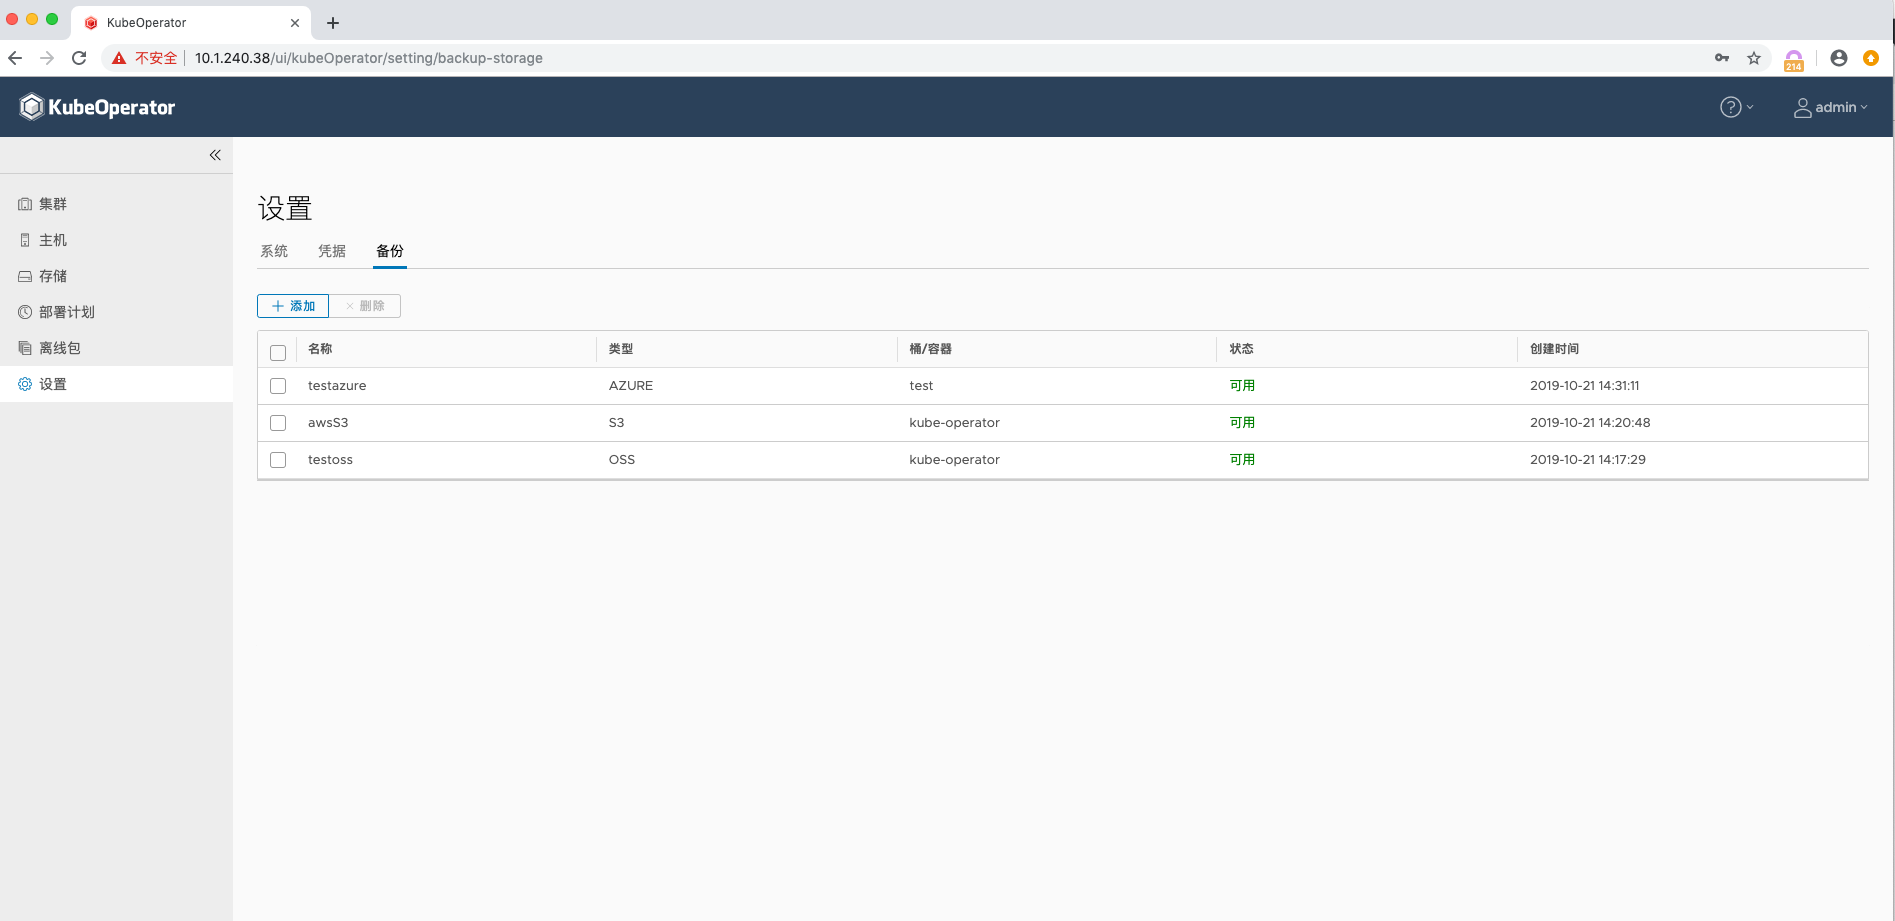 KubeOperator
不安全 10.1.240.38/ui/kubeOperator/setting/backup-storage
214
KubeOperator
admin
集群
主机
存储
部署计划
离线包
设置
设置
系统 凭据 备份
添加 删除
名称 类型 桶/容器 状态 创建时间
testazure AZURE test 可用 2019-10-21 14:31:11
awsS3 S3 kube-operator 可用 2019-10-21 14:20:48
testoss OSS kube-operator 可用 2019-10-21 14:17:29